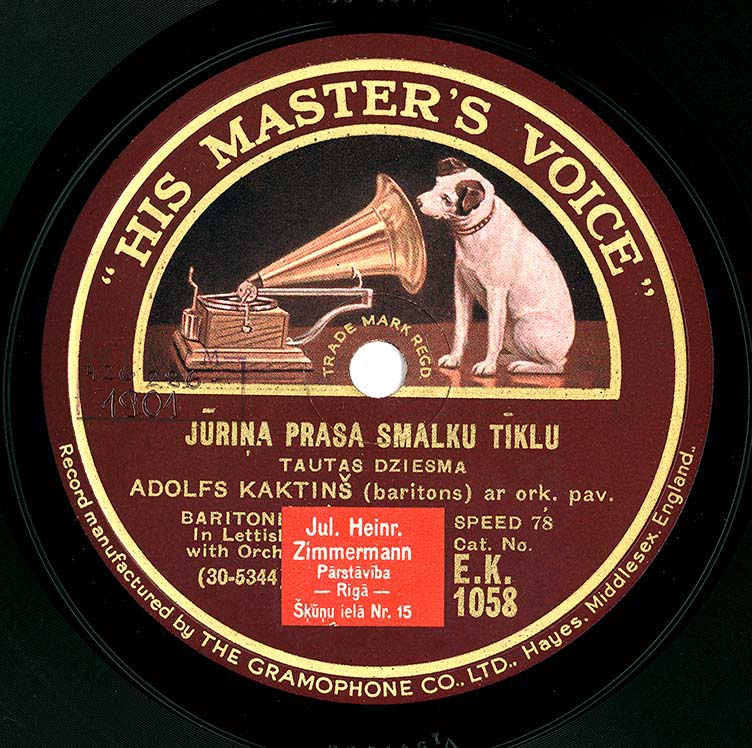 "HIS MASTER'S VOICE"
TRADE MARK REGD
M
1901
JŪRIŅA PRASA SMALKU TĪKLU
TAUTAS DZIESMA
ADOLFS KAKTIŅŠ (baritons) ar ork. pav.
BARITONE
In Lettis
with Orch
(30-5344
Jul. Heinr.
Zimmermann
Pārstāvība
— Rīgā —
Šķūņu ielā Nr. 15
SPEED 78
Cat. No.
E.K.
1058
Record manufactured by THE GRAMOPHONE CO., LTD., Hayes, Middlesex, England.